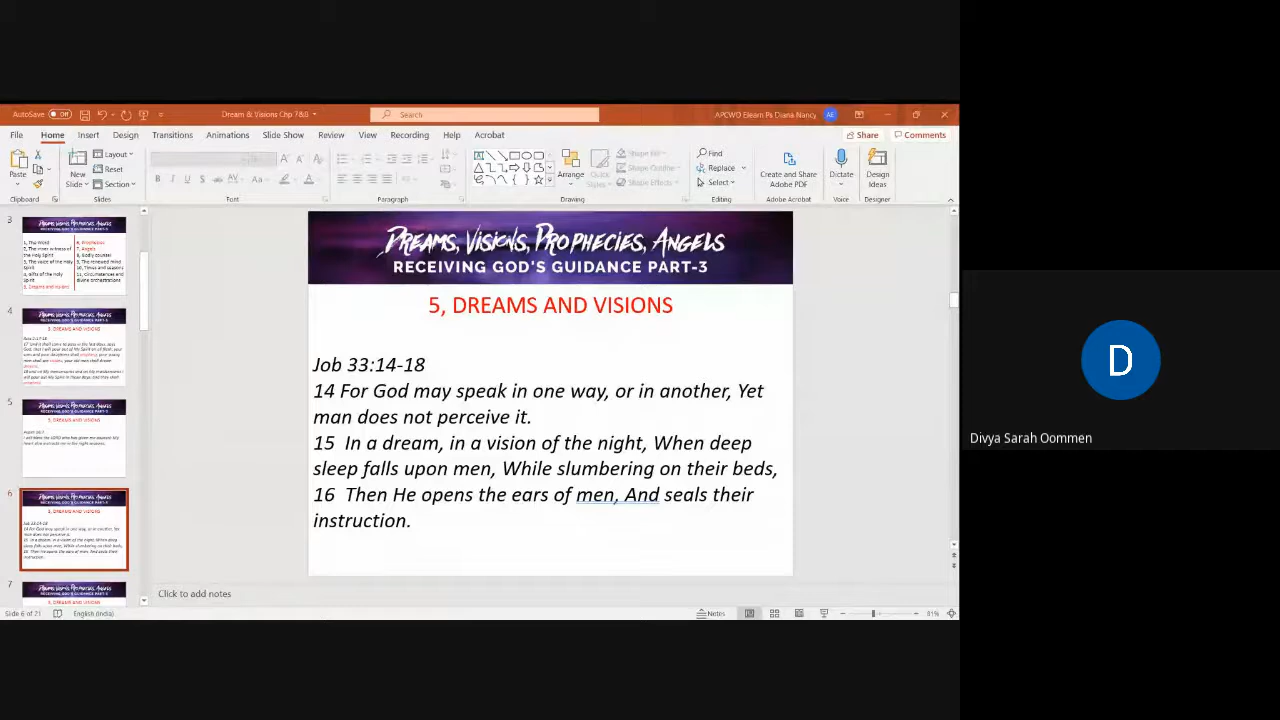 AutoSave Off
Dream & Visions Chp 7&8
Search
APCWO Elearn Ps Diana Nancy AE
File Home Insert Design Transitions Animations Slide Show Review View Recording Help Acrobat
Share Comments
Paste
New Slide
Layout
Reset
Section
Arrange
Quick Styles
Shape Fill
Shape Outline
Shape Effects
Find
Replace
Select
Create and Share Adobe PDF
Dictate
Design Ideas
Clipboard Slides Font Paragraph Drawing Editing Adobe Acrobat Voice Designer
3
4
5
6
7
DREAMS, VISIONS, PROPHECIES, ANGELS
RECEIVING GOD'S GUIDANCE PART-3
5, DREAMS AND VISIONS
Job 33:14-18
14 For God may speak in one way, or in another, Yet
man does not perceive it.
15 In a dream, in a vision of the night, When deep
sleep falls upon men, While slumbering on their beds,
16 Then He opens the ears of men, And seals their
instruction.
Click to add notes
Slide 6 of 21 English (India)
Notes
81%
D
Divya Sarah Oommen